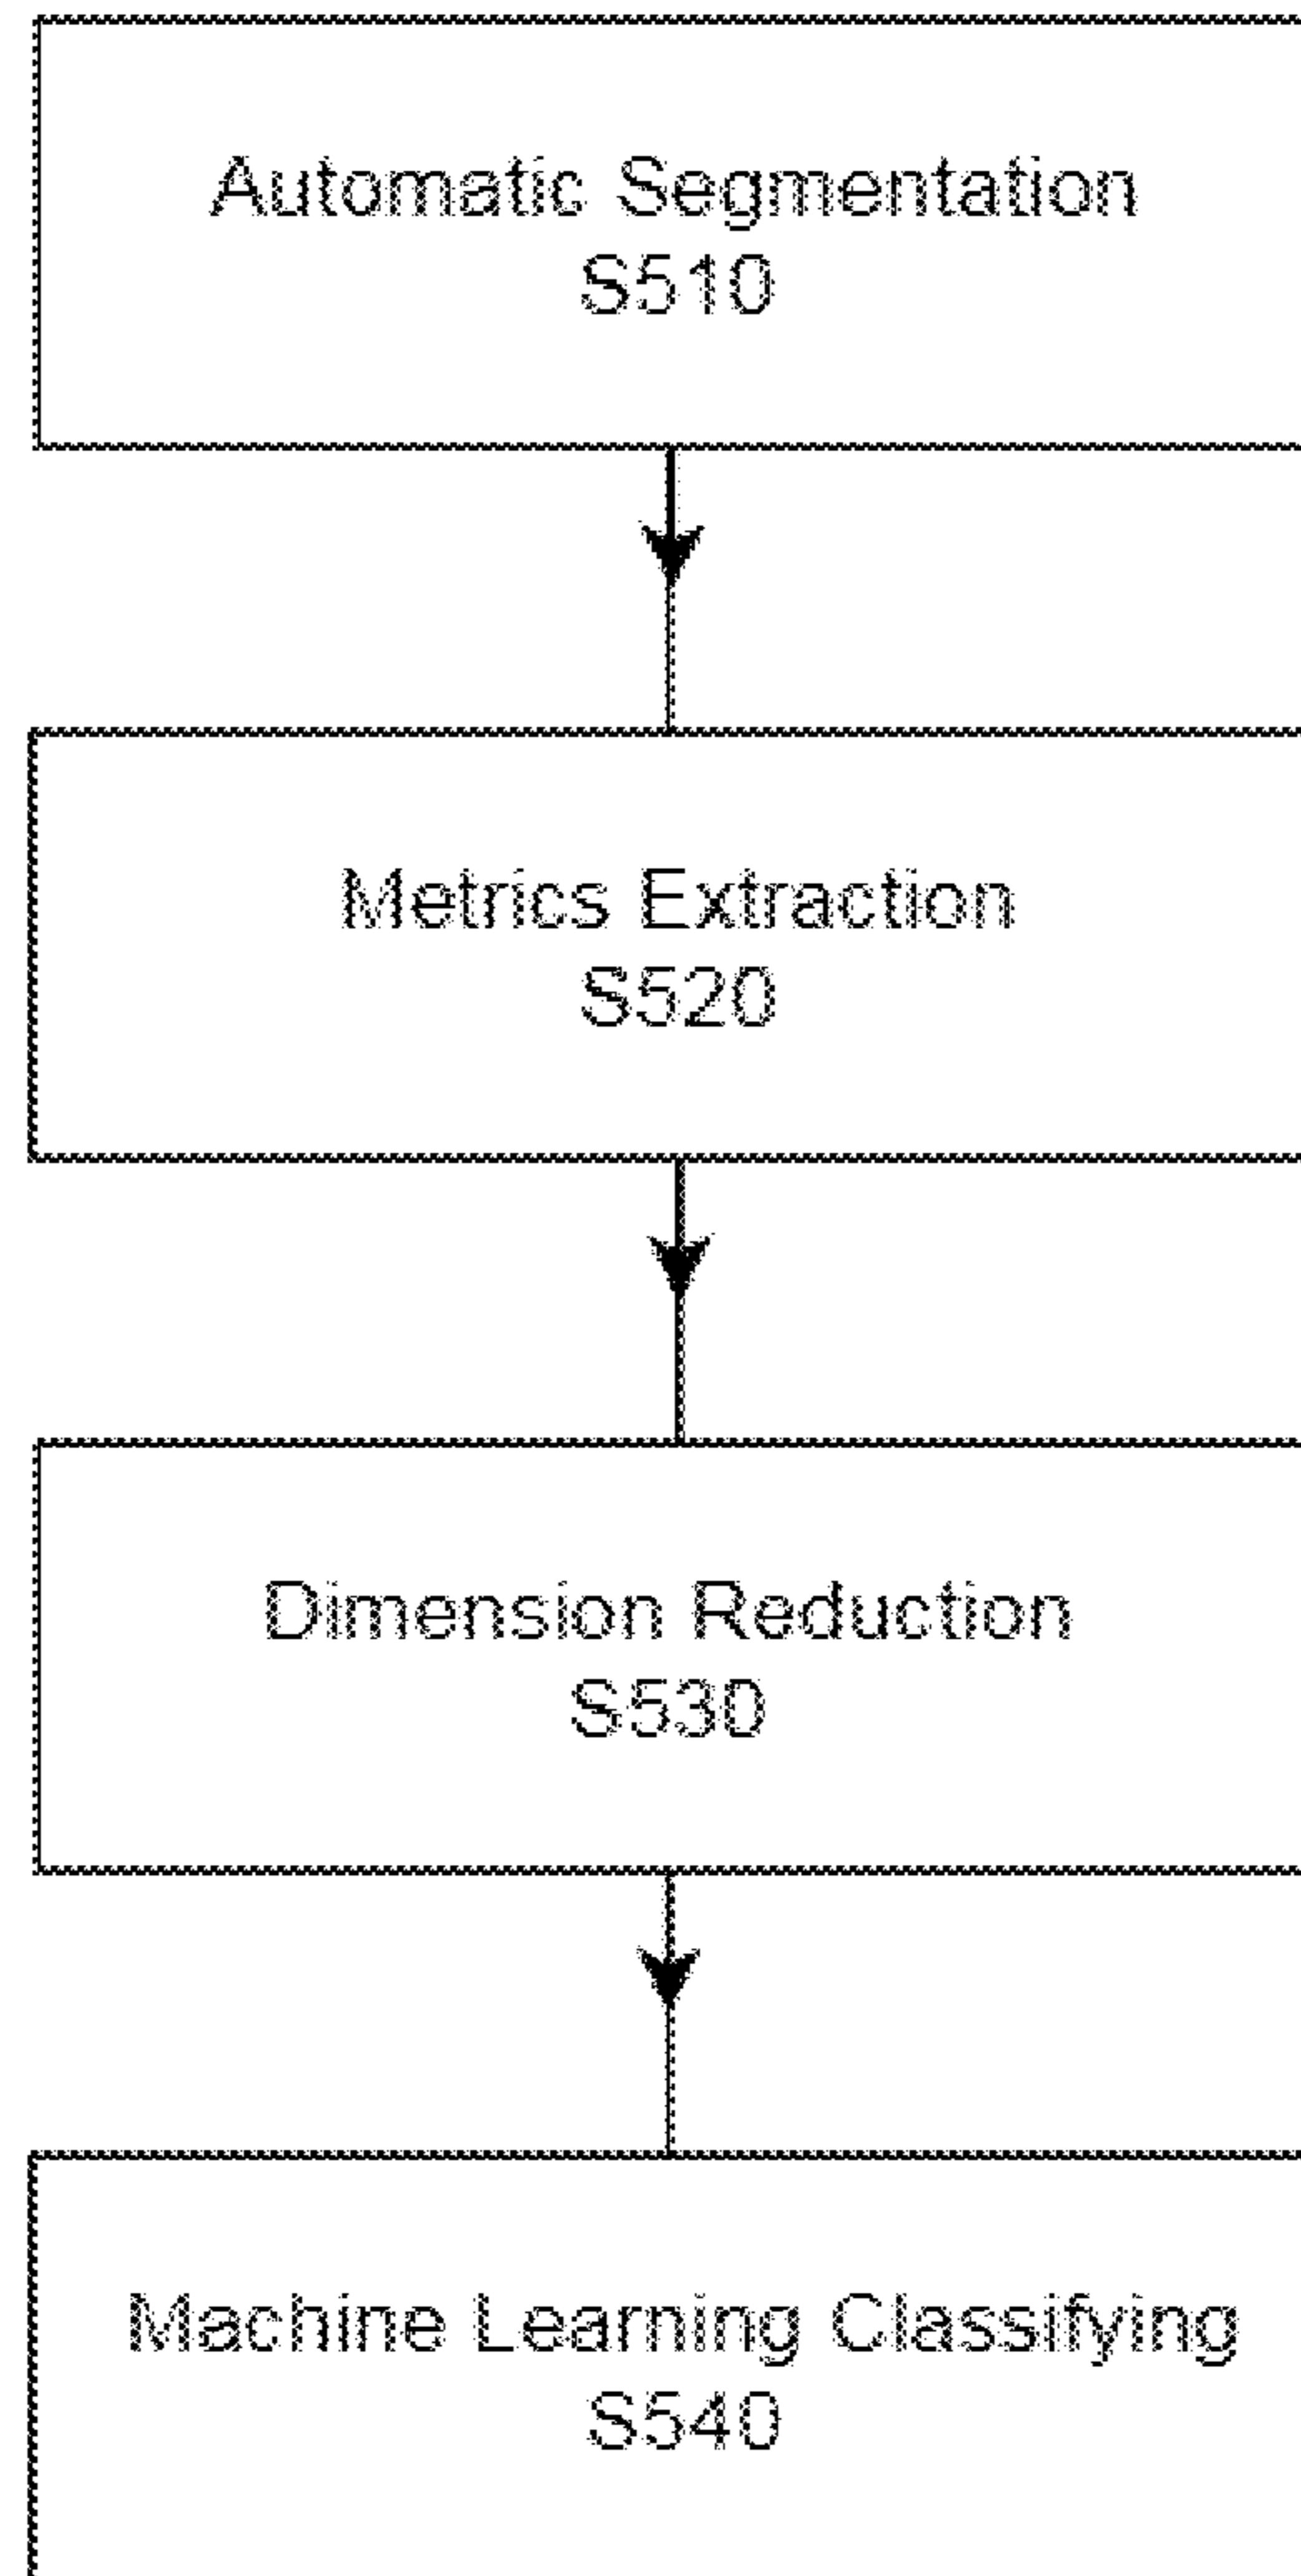 Automatic Segmentation
S510
Metrics Extraction
S520
Dimension Reduction
S530
Machine Learning Classifying
S540